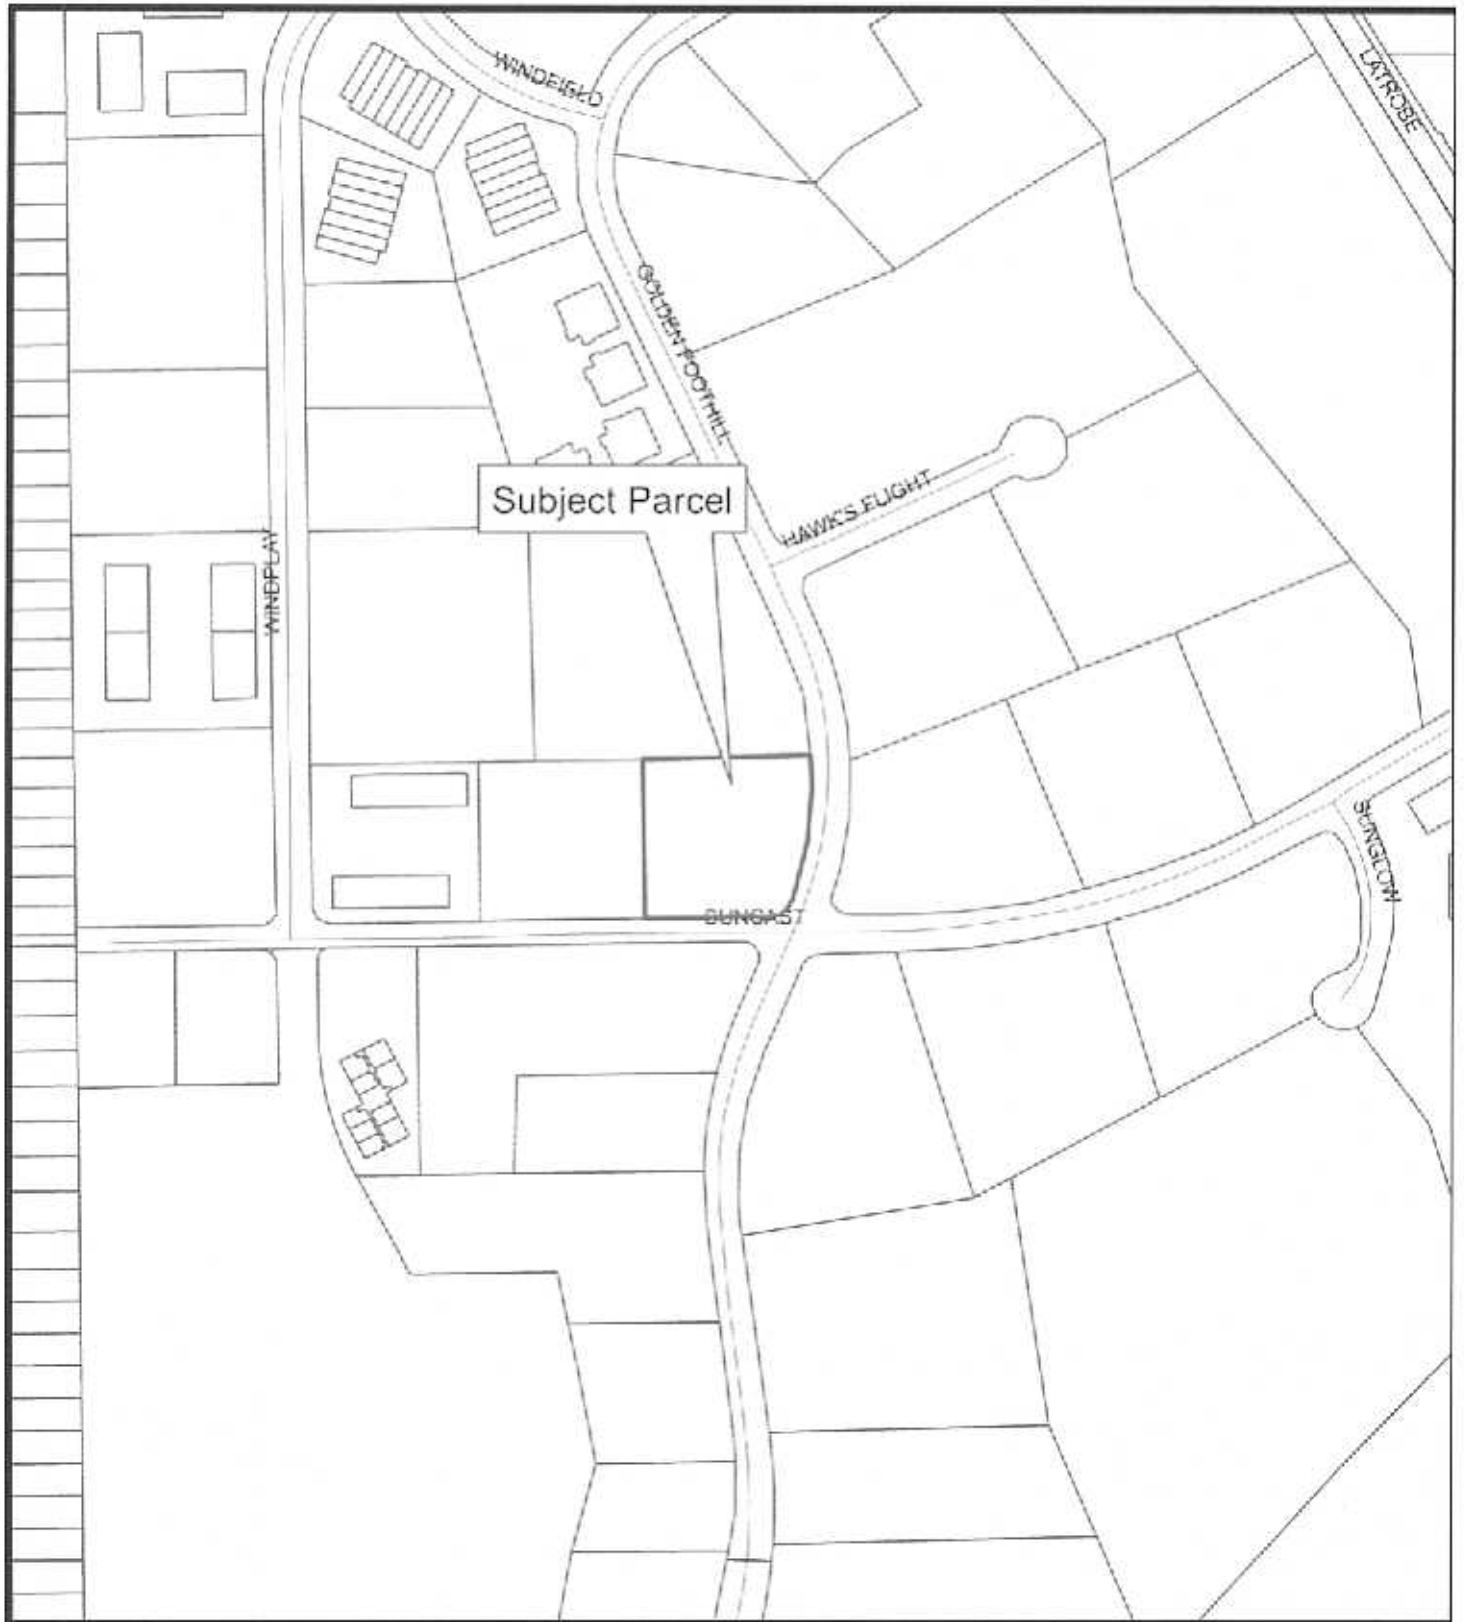 WINDFIELD
LATROBE
GOLDEN FOOTHILL
Subject Parcel
HAWK'S FLIGHT
WINDPLAY
SUNGLOW
SUNCAST